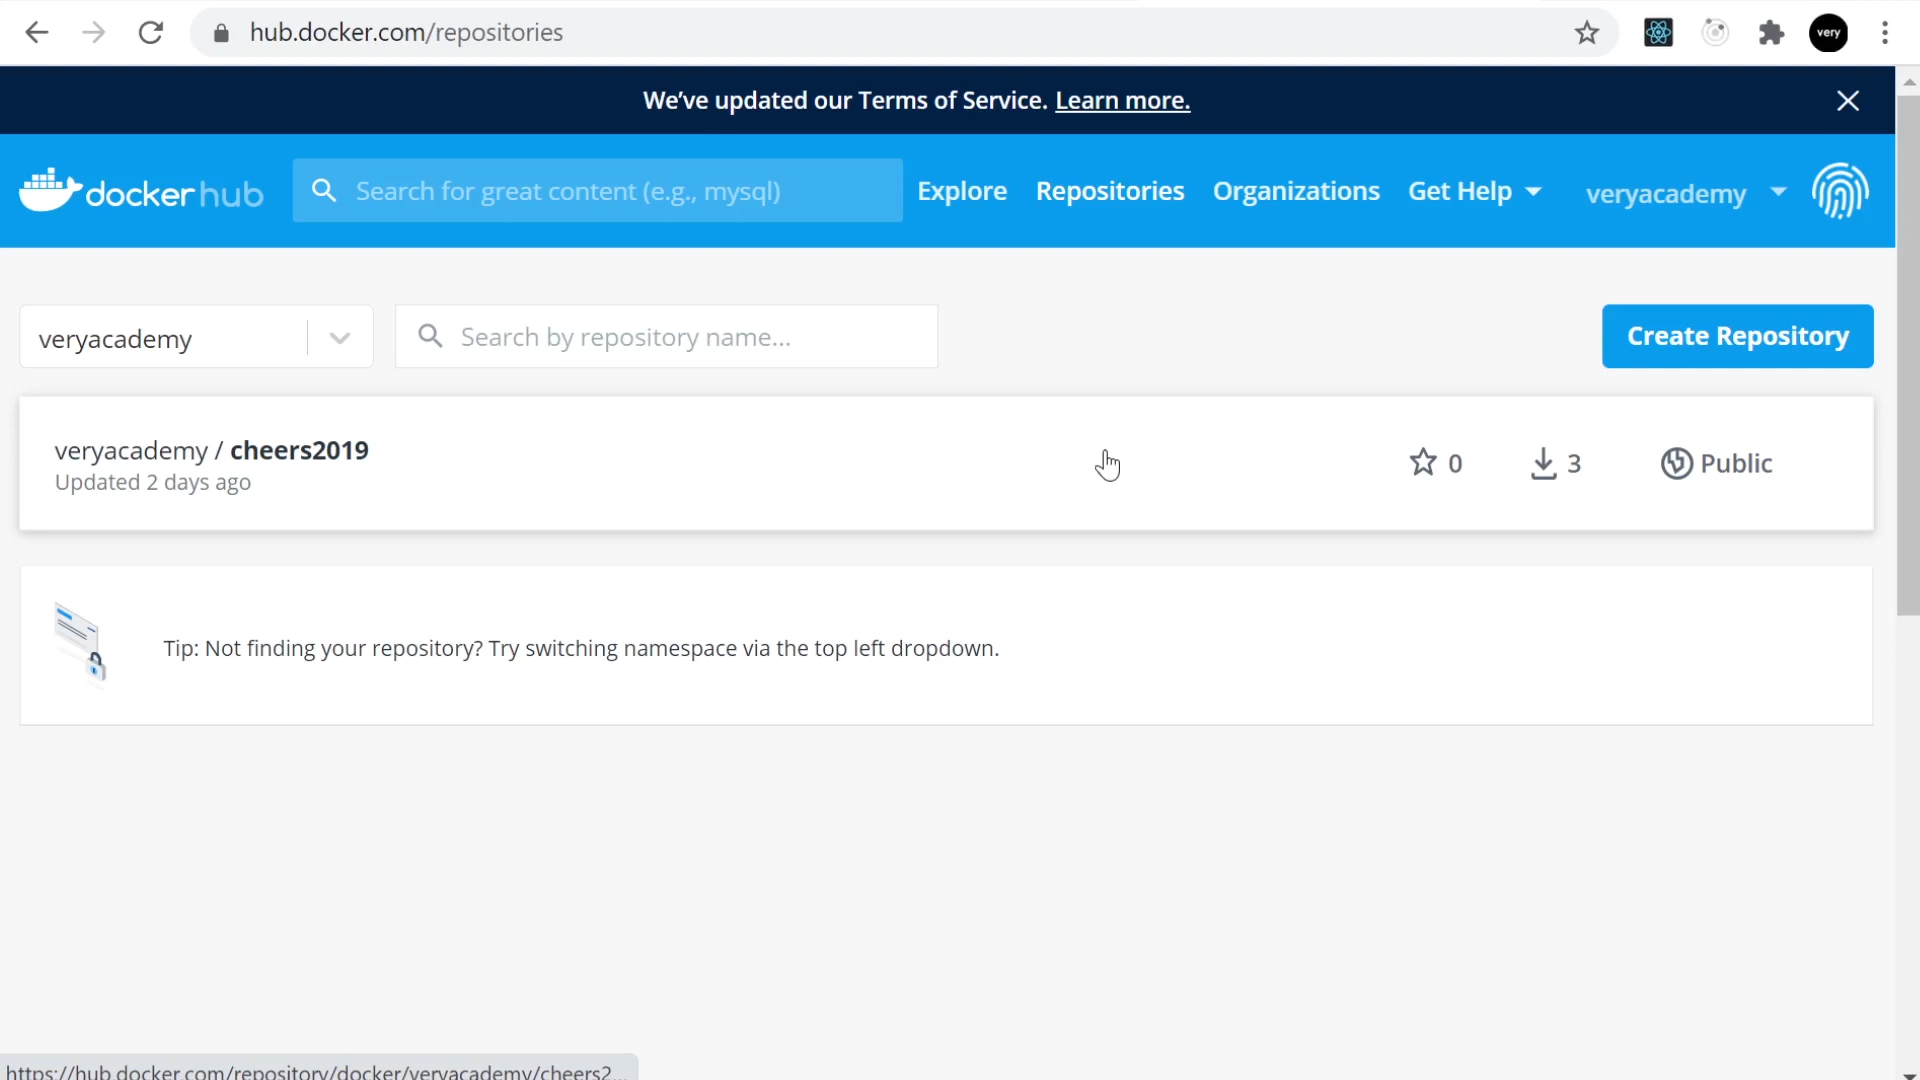 hub.docker.com/repositories
very
We've updated our Terms of Service. Learn more.
docker hub
Search for great content (e.g., mysql)
Explore
Repositories
Organizations
Get Help
veryacademy
veryacademy
Search by repository name...
Create Repository
veryacademy / cheers2019
Updated 2 days ago
0
3
Public
Tip: Not finding your repository? Try switching namespace via the top left dropdown.
https://hub.docker.com/repository/docker/veryacademy/cheers2...